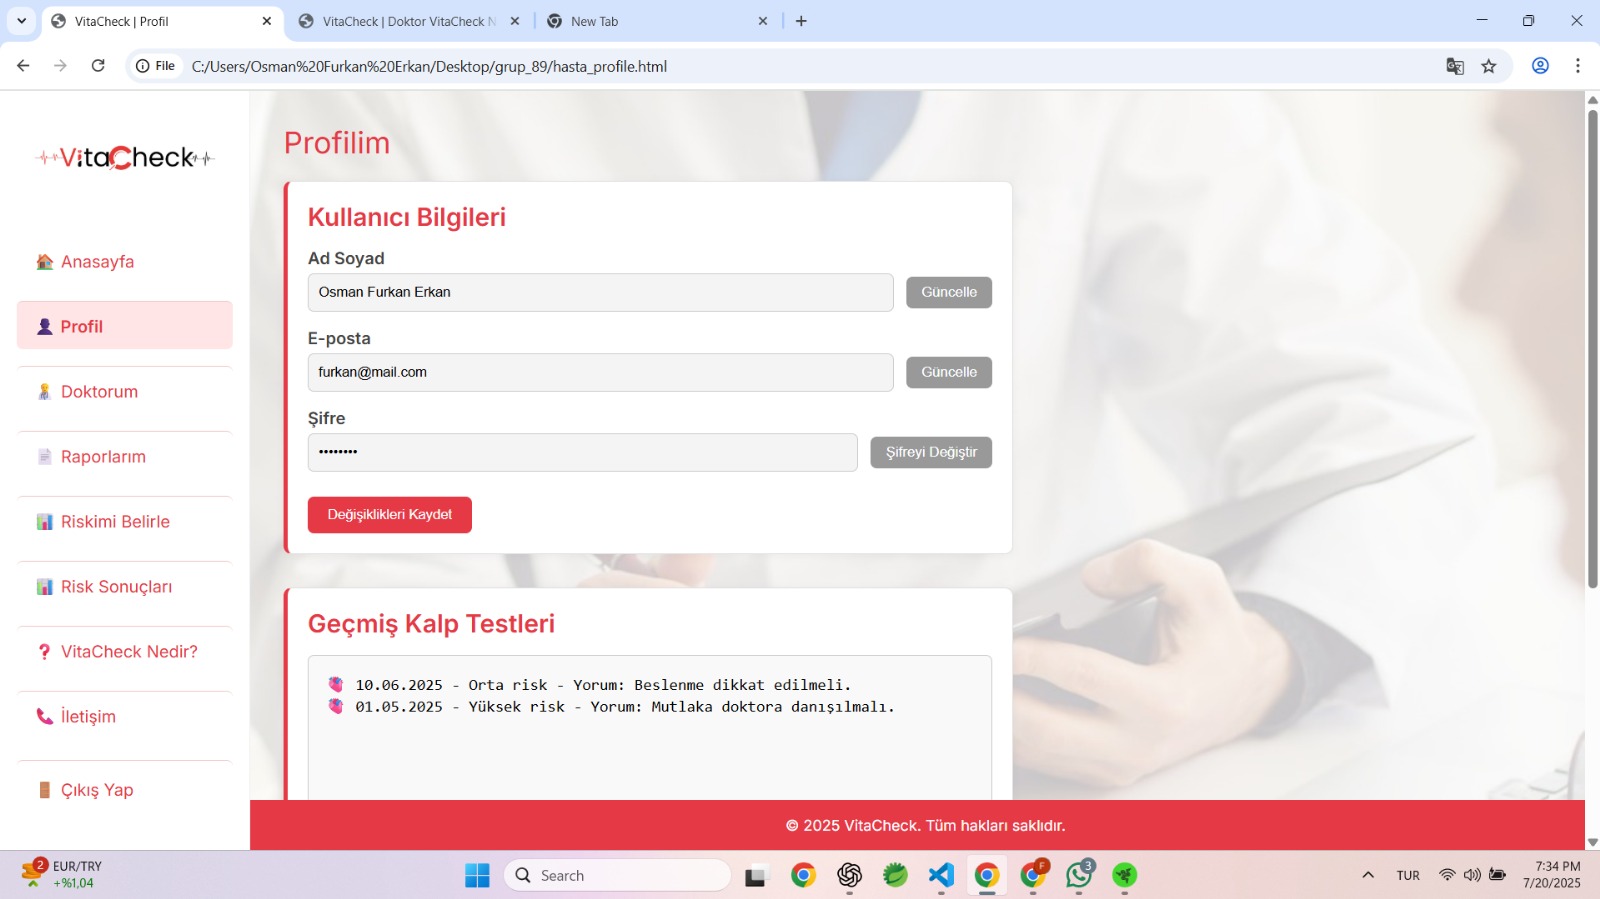 VitaCheck | Profil
VitaCheck | Doktor VitaCheck N
New Tab
File
C:/Users/Osman%20Furkan%20Erkan/Desktop/grup_89/hasta_profile.html
VitaCheck
Anasayfa
Profil
Doktorum
Raporlarım
Riskimi Belirle
Risk Sonuçları
VitaCheck Nedir?
İletişim
Çıkış Yap
Profilim
Kullanıcı Bilgileri
Ad Soyad
Osman Furkan Erkan
Güncelle
E-posta
furkan@mail.com
Güncelle
Şifre
••••••••
Şifreyi Değiştir
Değişiklikleri Kaydet
Geçmiş Kalp Testleri
10.06.2025 - Orta risk - Yorum: Beslenme dikkat edilmeli.
01.05.2025 - Yüksek risk - Yorum: Mutlaka doktora danışılmalı.
© 2025 VitaCheck. Tüm hakları saklıdır.
2
EUR/TRY
+%1,04
Search
F
3
TUR
7:34 PM
7/20/2025